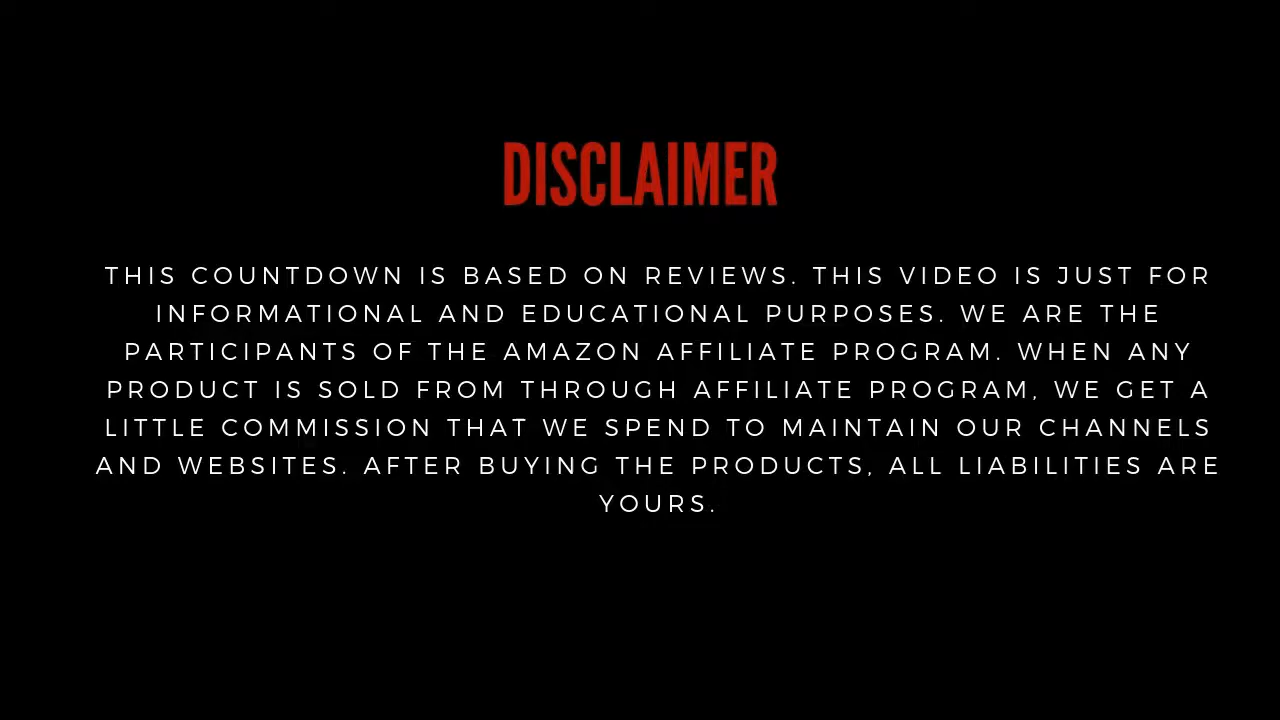 DISCLAIMER
THIS COUNTDOWN IS BASED ON REVIEWS. THIS VIDEO IS JUST FOR
INFORMATIONAL AND EDUCATIONAL PURPOSES. WE ARE THE
PARTICIPANTS OF THE AMAZON AFFILIATE PROGRAM. WHEN ANY
PRODUCT IS SOLD FROM THROUGH AFFILIATE PROGRAM, WE GET A
LITTLE COMMISSION THAT WE SPEND TO MAINTAIN OUR CHANNELS
AND WEBSITES. AFTER BUYING THE PRODUCTS, ALL LIABILITIES ARE
YOURS.